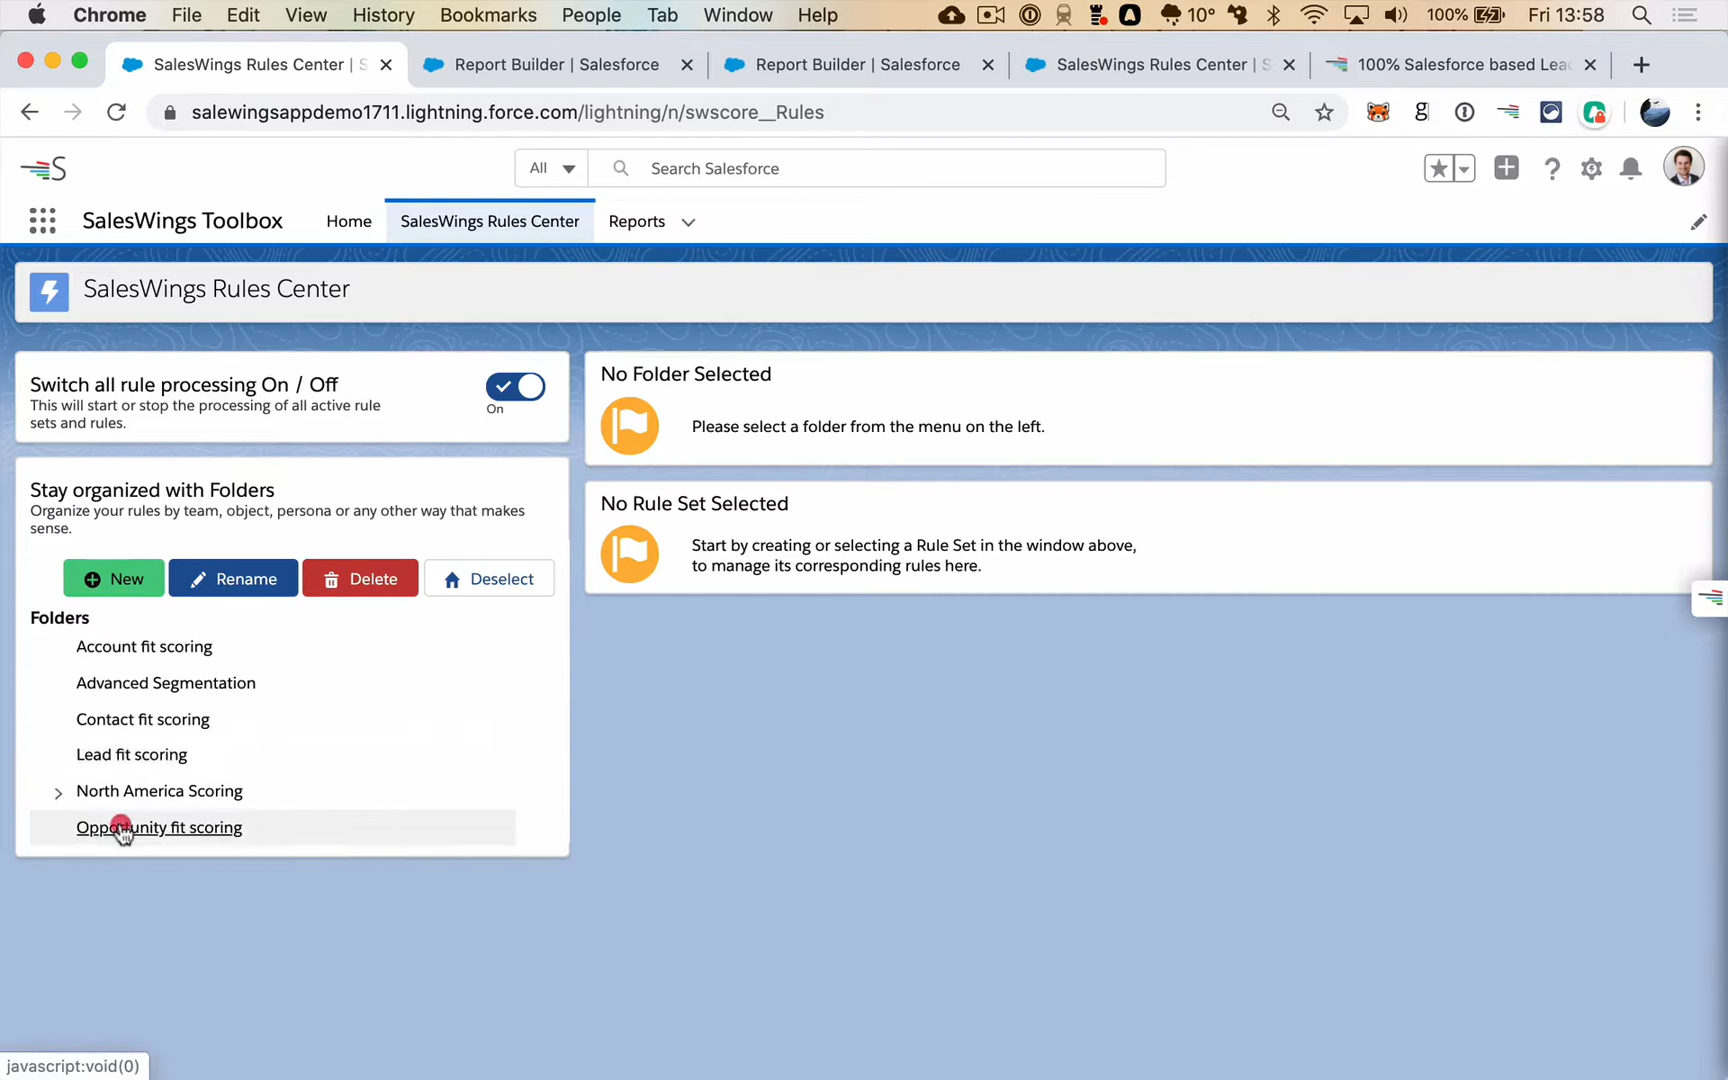 Chrome File Edit View History Bookmarks People Tab Window Help 10° 100% Fri 13:58
SalesWings Rules Center | S Report Builder | Salesforce Report Builder | Salesforce SalesWings Rules Center | S 100% Salesforce based Lea
salewingsappdemo1711.lightning.force.com/lightning/n/swscore__Rules
S All Search Salesforce
SalesWings Toolbox Home SalesWings Rules Center Reports
SalesWings Rules Center
Switch all rule processing On / Off
This will start or stop the processing of all active rule
sets and rules.
On
No Folder Selected
Please select a folder from the menu on the left.
Stay organized with Folders
Organize your rules by team, object, persona or any other way that makes
sense.
New Rename Delete Deselect
No Rule Set Selected
Start by creating or selecting a Rule Set in the window above,
to manage its corresponding rules here.
Folders
Account fit scoring
Advanced Segmentation
Contact fit scoring
Lead fit scoring
North America Scoring
Opportunity fit scoring
javascript:void(0)